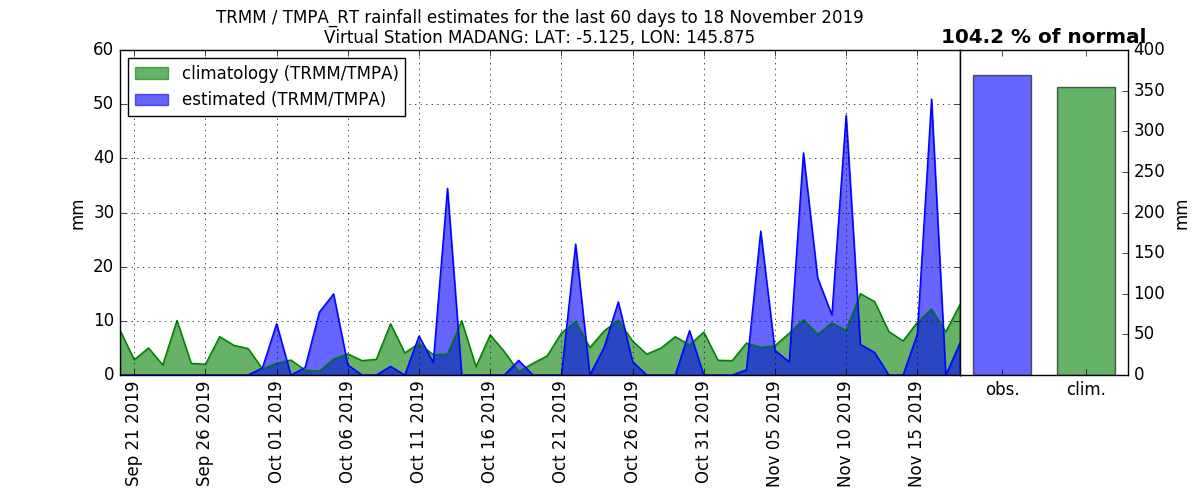 TRMM / TMPA_RT rainfall estimates for the last 60 days to 18 November 2019
Virtual Station MADANG: LAT: -5.125, LON: 145.875
104.2 % of normal
climatology (TRMM/TMPA)
estimated (TRMM/TMPA)
60
50
40
30
20
10
0
mm
Sep 21 2019
Sep 26 2019
Oct 01 2019
Oct 06 2019
Oct 11 2019
Oct 16 2019
Oct 21 2019
Oct 26 2019
Oct 31 2019
Nov 05 2019
Nov 10 2019
Nov 15 2019
obs.
clim.
400
350
300
250
200
150
100
50
0
mm